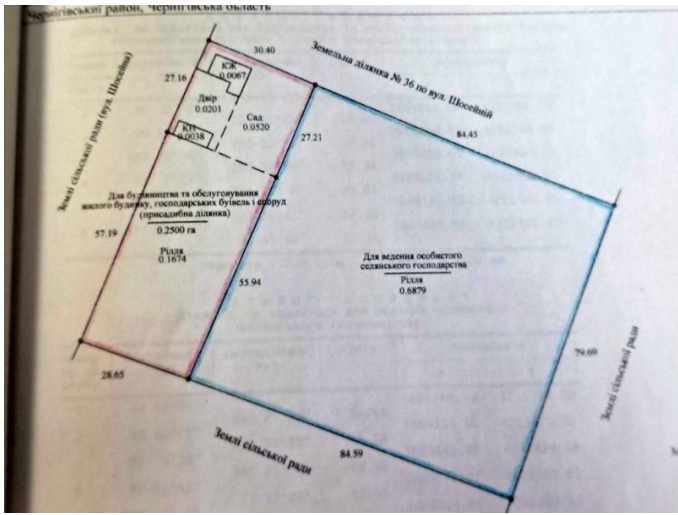 Чернігівський район, Чернігівська область
30.40
Земельна ділянка № 36 по вул. Шосейній
27.16
КЖ
0.0067
Двір
0.0201
Сад
0.0520
84.45
Землі сільської ради (вул. Шосейна)
КН
0.0038
27.21
Для будівництва та обслуговування
жилого будинку, господарських буівель і споруд
(присадибна ділянка)
0.2500 га
Рілля
0.1674
57.19
Для ведення особистого
селянського господарства
Рілля
0.6879
55.94
79.69
Землі сільської ради
28.65
Землі сільської ради
84.59